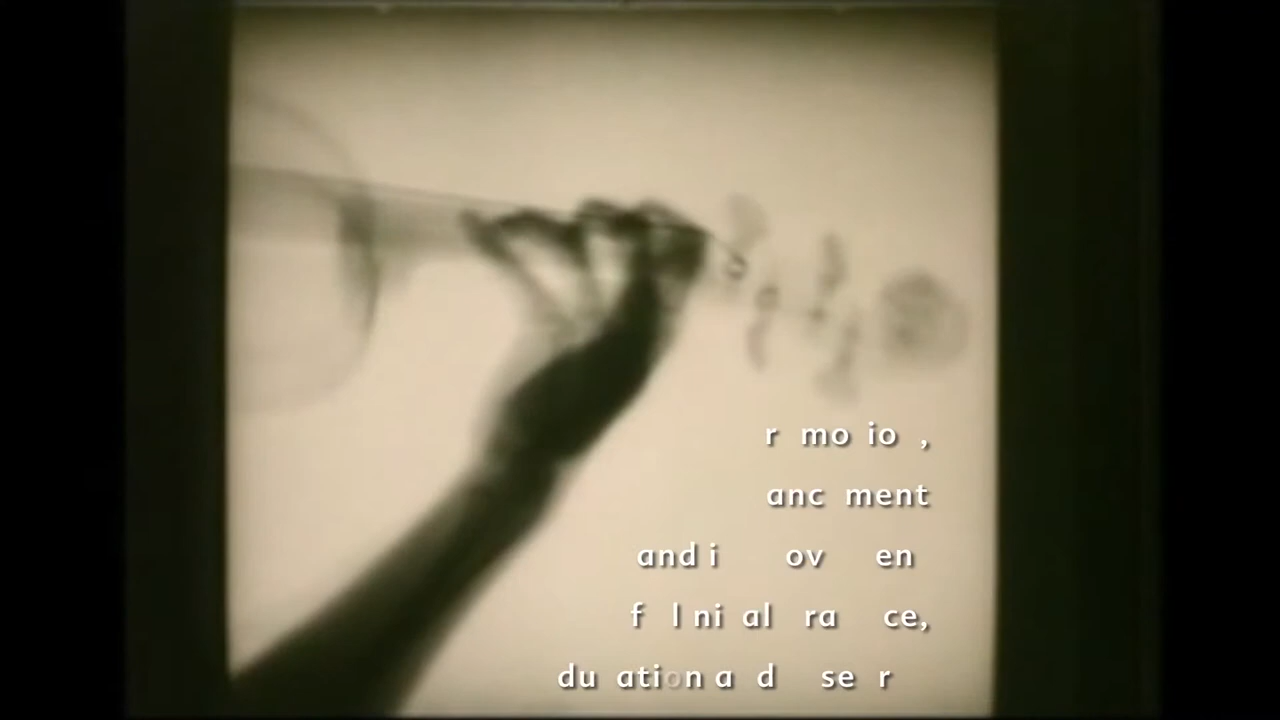 r mo io ,
anc ment
and i ov en
f l ni al ra ce,
du ation a d se r